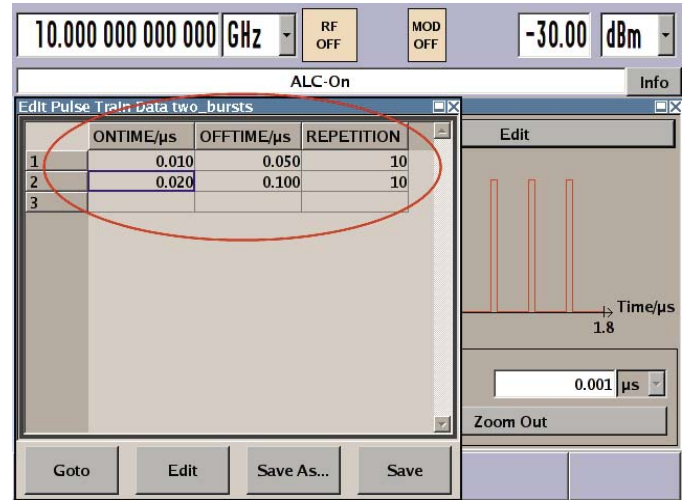 10.000 000 000 000 GHz RF OFF MOD OFF -30.00 dBm
ALC-On Info
Edit Pulse Train Data two_bursts
ONTIME/µs OFFTIME/µs REPETITION
1 0.010 0.050 10
2 0.020 0.100 10
3
Edit
Time/µs
1.8
0.001 µs
Zoom Out
Goto Edit Save As... Save